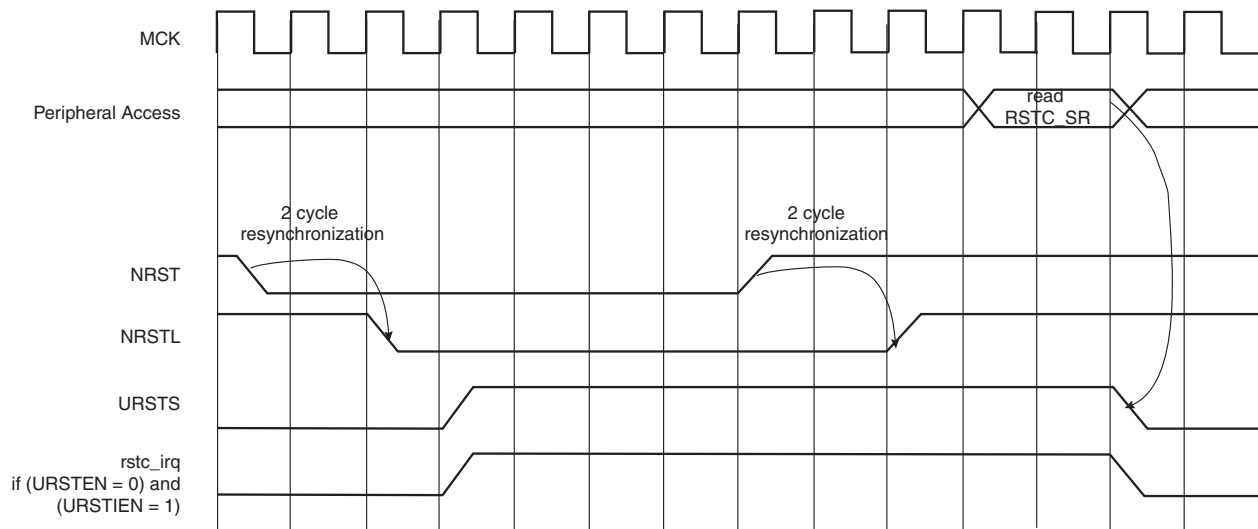 MCK
Peripheral Access
read
RSTC_SR
2 cycle
resynchronization
2 cycle
resynchronization
NRST
NRSTL
URSTS
rstc_irq
if (URSTEN = 0) and
(URSTIEN = 1)